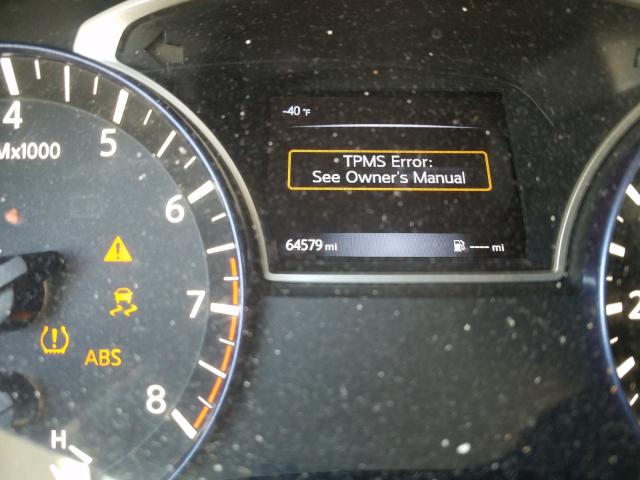 -40 °F
TPMS Error:
See Owner's Manual
64579 mi
---- mi
4
5
Mx1000
6
7
8
ABS
H
2